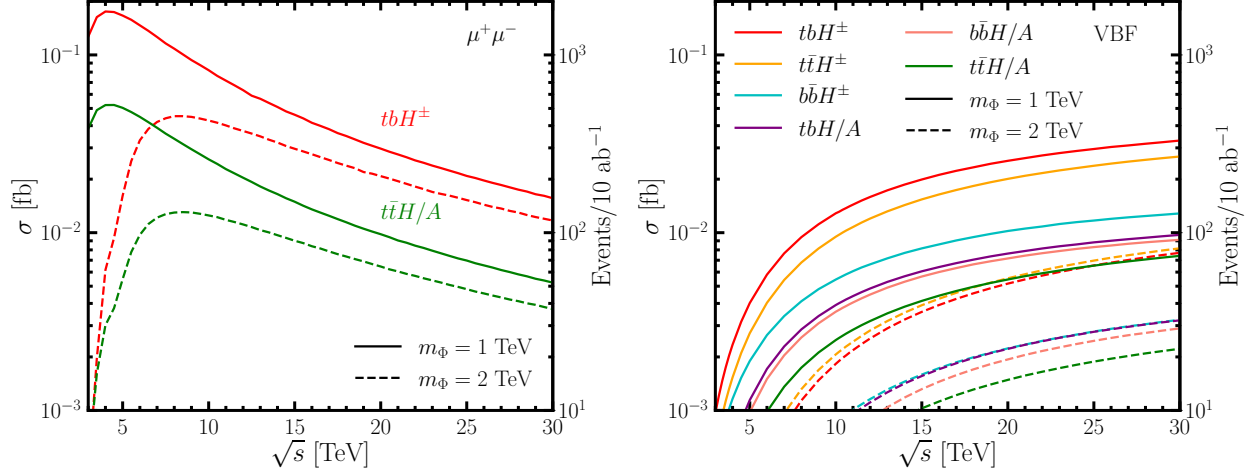 μ⁺μ⁻
tbH±
tt̄H/A
m_Φ = 1 TeV
m_Φ = 2 TeV
10⁻¹
10⁻²
10⁻³
σ [fb]
10³
10²
10¹
Events/10 ab⁻¹
5 10 15 20 25 30
√s [TeV]
VBF
tbH± bb̄H/A
tt̄H± tt̄H/A
bb̄H± m_Φ = 1 TeV
tbH/A m_Φ = 2 TeV
10⁻¹
10⁻²
10⁻³
σ [fb]
10³
10²
10¹
Events/10 ab⁻¹
5 10 15 20 25 30
√s [TeV]